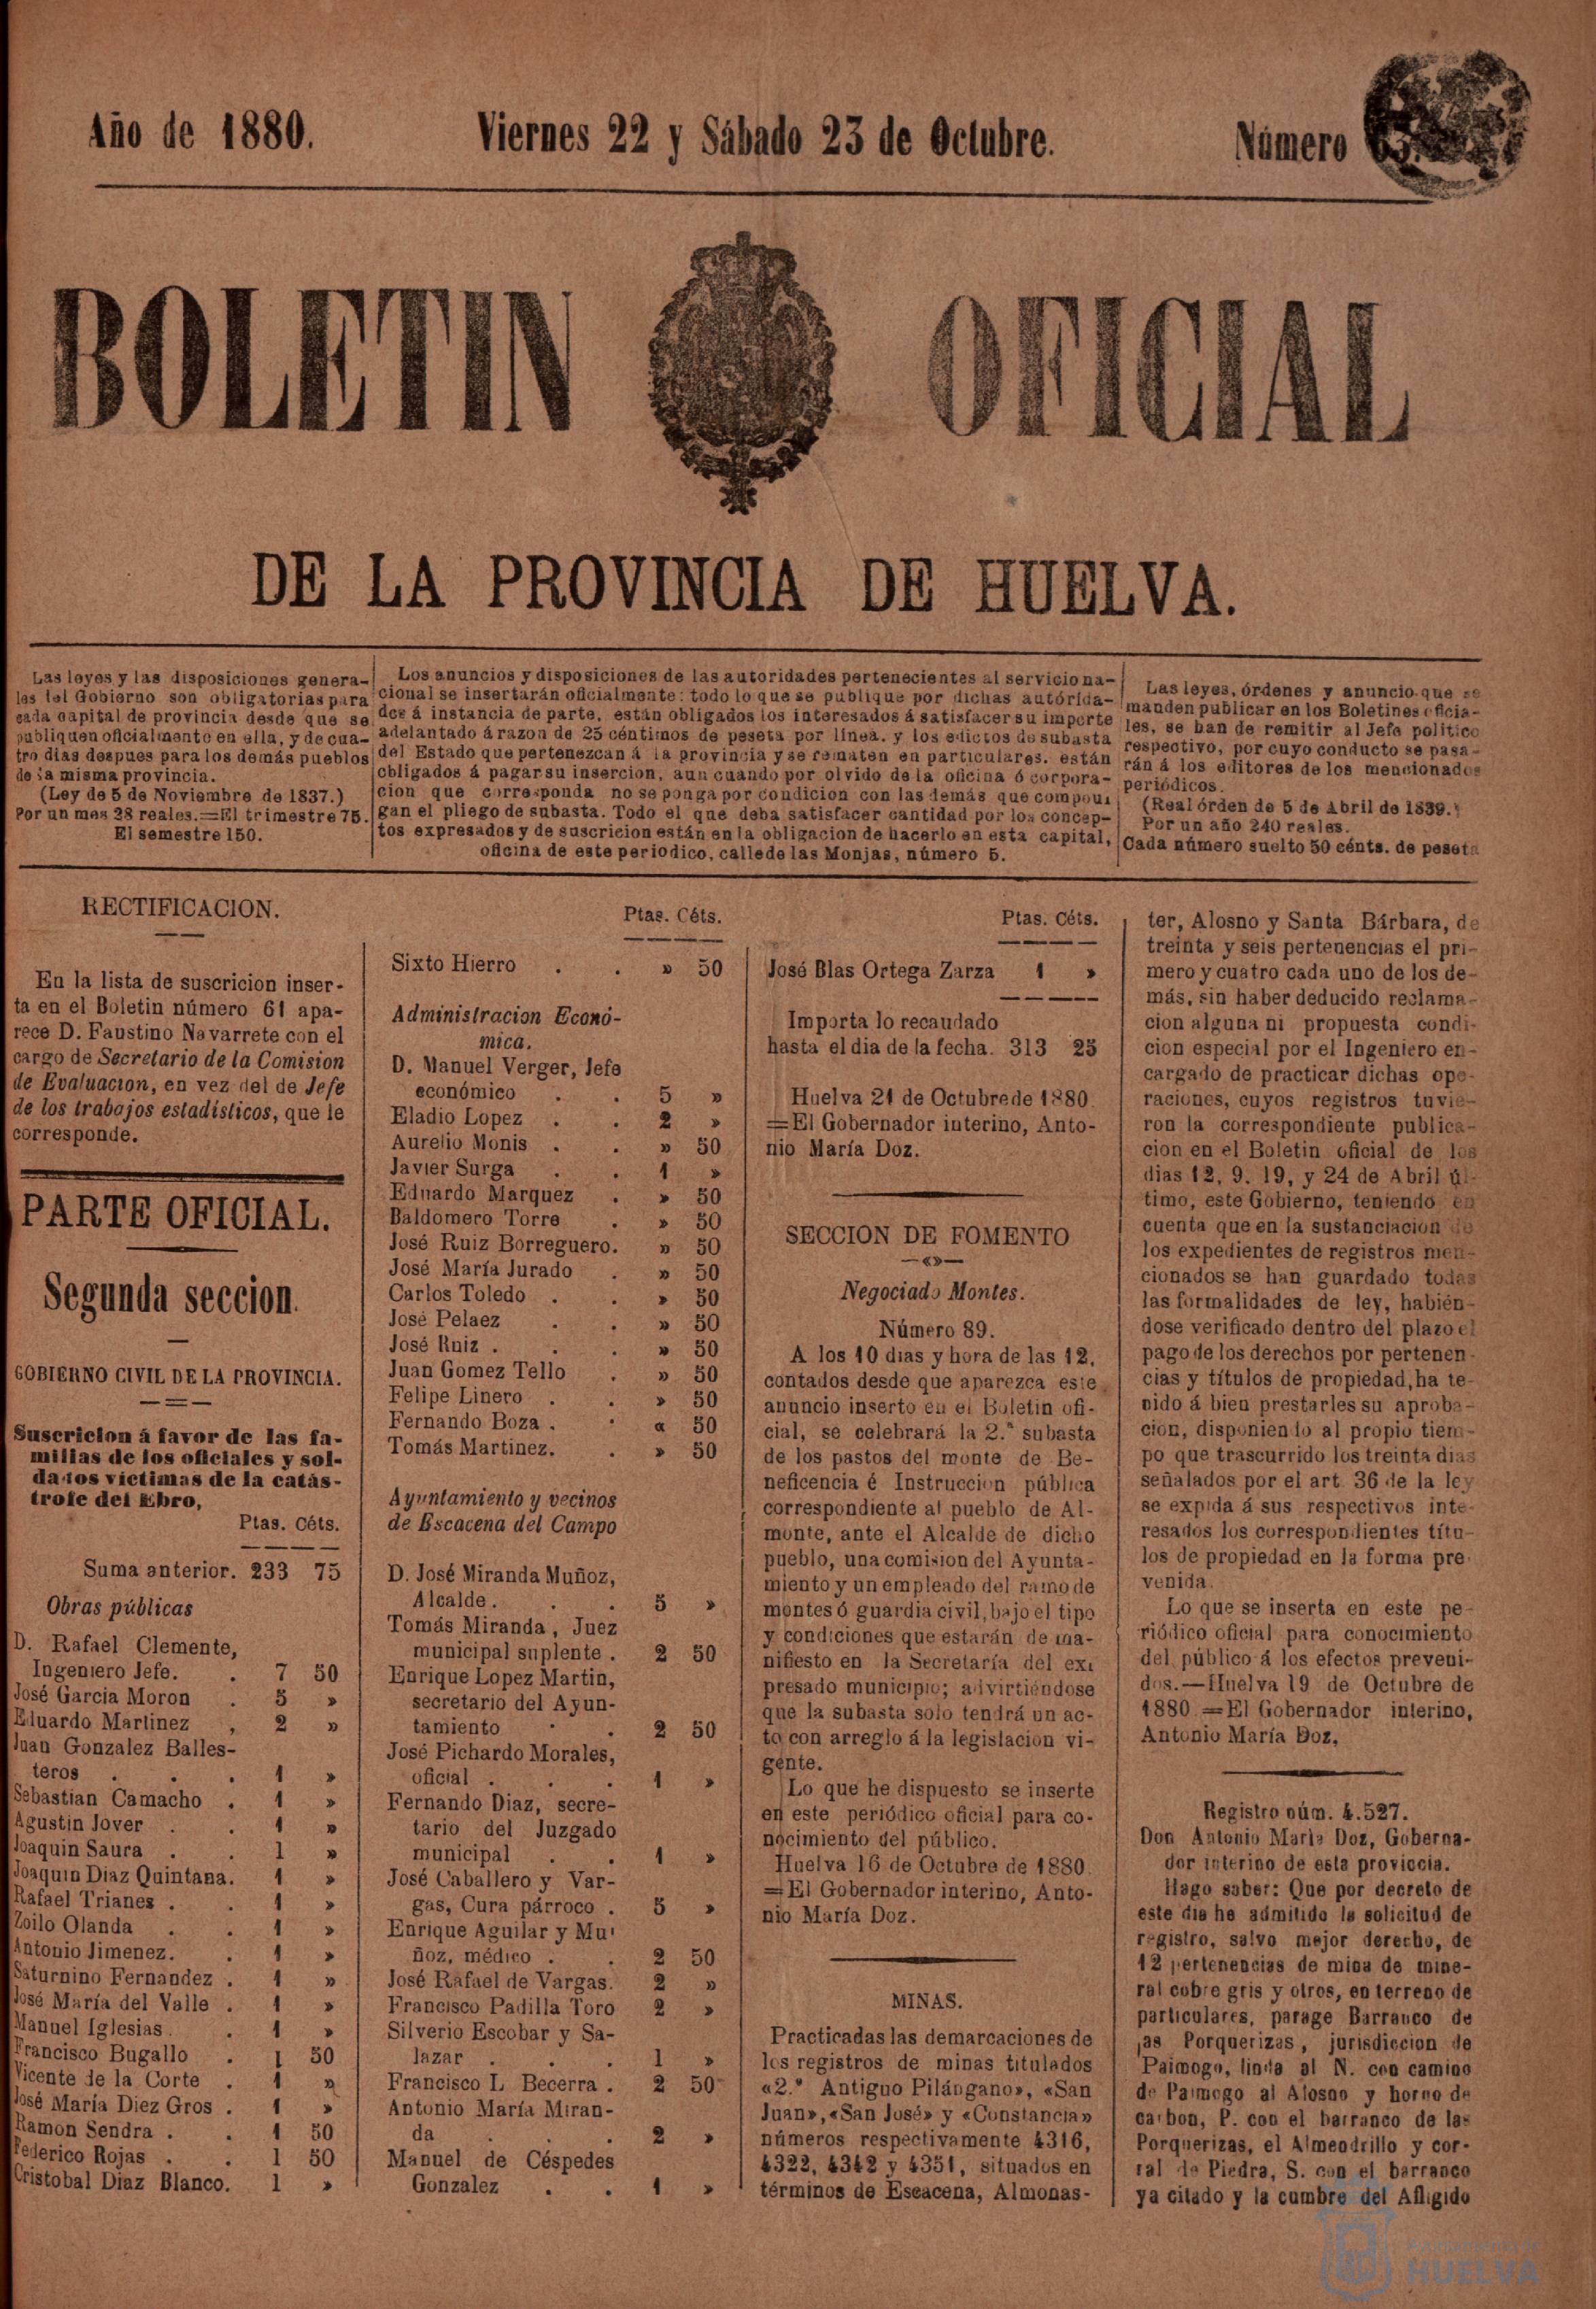 Año de 1880.
Viernes 22 y Sábado 23 de Octubre.
Número
BOLETIN OFICIAL
DE LA PROVINCIA DE HUELVA.
Las leyes y las disposiciones genera-
les del Gobierno son obligatorias para
cada capital de provincia desde que se
publiquen oficialmente en ella, y de cua-
tro dias despues para los demás pueblos
de la misma provincia.
(Ley de 5 de Noviembre de 1837.)
Por un mes 28 reales.=El trimestre 75.
El semestre 150.
Los anuncios y disposiciones de las autoridades pertenecientes al servicio na-
cional se insertarán oficialmente: todo lo que se publique por dichas autórida-
des á instancia de parte, están obligados los interesados á satisfacer su importe
adelantado á razon de 25 céntimos de peseta por línea. y los edictos de subasta
del Estado que pertenezcan á la provincia y se rematen en particulares. están
obligados á pagar su insercion, aun cuando por olvido de la oficina ó corpora-
cion que corresponda no se ponga por condicion con las demás que compon
gan el pliego de subasta. Todo el que deba satisfacer cantidad por los concep-
tos expresados y de suscricion están en la obligacion de hacerlo en esta capital,
oficina de este periodico, calle de las Monjas, número 5.
Las leyes, órdenes y anuncio que se
manden publicar en los Boletines oficia-
les, se han de remitir al Jefe politico
respectivo, por cuyo conducto se pasa-
rán á los editores de los mencionados
periódicos.
(Real órden de 5 de Abril de 1839.)
Por un año 240 reales.
Cada número suelto 50 cénts. de peseta
RECTIFICACION.
En la lista de suscricion inser-
ta en el Boletin número 61 apa-
rece D. Faustino Navarrete con el
cargo de Secretario de la Comision
de Evaluacion, en vez del de Jefe
de los trabajos estadísticos, que le
corresponde.
PARTE OFICIAL.
Segunda seccion.
GOBIERNO CIVIL DE LA PROVINCIA.
Suscricion á favor de las fa-
milias de los oficiales y sol-
dados víctimas de la catás-
trofe del Ebro,
Ptas. Céts.
Suma anterior. 233 75
Obras públicas
D. Rafael Clemente,
Ingeniero Jefe. . 7 50
José Garcia Moron . 5 »
Eduardo Martinez , 2 »
Juan Gonzalez Balles-
teros . . . 1 »
Sebastian Camacho . 1 »
Agustin Jover . . 1 »
Joaquin Saura . . 1 »
Joaquin Diaz Quintana. 1 »
Rafael Trianes . . 1 »
Zoilo Olanda . . 1 »
Antonio Jimenez. . 1 »
Saturnino Fernandez . 1 »
José María del Valle . 1 »
Manuel Iglesias. . 1 »
Francisco Bugallo . 1 50
Vicente de la Corte . 1 »
José María Diez Gros . 1 »
Ramon Sendra . . 1 50
Federico Rojas . . 1 50
Cristobal Diaz Blanco. 1 »
Ptas. Céts.
Sixto Hierro . . » 50
Administracion Econó-
mica.
D. Manuel Verger, Jefe
económico . . 5 »
Eladio Lopez . . 2 »
Aurelio Monis . . » 50
Javier Surga . . 1 »
Eduardo Marquez . » 50
Baldomero Torre . » 50
José Ruiz Borreguero. » 50
José María Jurado . » 50
Carlos Toledo . . » 50
José Pelaez . . » 50
José Ruiz . . . » 50
Juan Gomez Tello . » 50
Felipe Linero . . » 50
Fernando Boza . . « 50
Tomás Martinez. . » 50
Ayuntamiento y vecinos
de Escacena del Campo
D. José Miranda Muñoz,
Alcalde. . . 5 »
Tomás Miranda, Juez
municipal suplente . 2 50
Enrique Lopez Martin,
secretario del Ayun-
tamiento . . 2 50
José Pichardo Morales,
oficial . . . 1 »
Fernando Diaz, secre-
tario del Juzgado
municipal . . 1 »
José Caballero y Var-
gas, Cura párroco . 5 »
Enrique Aguilar y Mu-
ñoz, médico . . 2 50
José Rafael de Vargas. 2 »
Francisco Padilla Toro 2 »
Silverio Escobar y Sa-
lazar . . . 1 »
Francisco L Becerra . 2 50
Antonio María Miran-
da . . . 2 »
Manuel de Céspedes
Gonzalez . . 1 »
Ptas. Céts.
José Blas Ortega Zarza 1 »
Importa lo recaudado
hasta el dia de la fecha. 313 25
Huelva 21 de Octubre de 1880.
=El Gobernador interino, Anto-
nio María Doz.
SECCION DE FOMENTO
Negociado Montes.
Número 89.
A los 10 dias y hora de las 12,
contados desde que aparezca este
anuncio inserto en el Boletin ofi-
cial, se celebrará la 2.ª subasta
de los pastos del monte de Be-
neficencia é Instruccion pública
correspondiente al pueblo de Al-
monte, ante el Alcalde de dicho
pueblo, una comision del Ayunta-
miento y un empleado del ramo de
montes ó guardia civil, bajo el tipo
y condiciones que estarán de ma-
nifiesto en la Secretaría del ex
presado municipio; advirtiéndose
que la subasta solo tendrá un ac-
to con arreglo á la legislacion vi-
gente.
Lo que he dispuesto se inserte
en este periódico oficial para co-
nocimiento del público.
Huelva 16 de Octubre de 1880.
=El Gobernador interino, Anto-
nio María Doz.
MINAS.
Practicadas las demarcaciones de
los registros de minas titulados
«2.ª Antiguo Pilángano», «San
Juan», «San José» y «Constancia»
números respectivamente 4316,
4322, 4342 y 4351, situados en
términos de Escacena, Almonas-
ter, Alosno y Santa Bárbara, de
treinta y seis pertenencias el pri-
mero y cuatro cada uno de los de-
más, sin haber deducido reclama-
cion alguna ni propuesta condi-
cion especial por el Ingeniero en-
cargado de practicar dichas ope-
raciones, cuyos registros tuvie-
ron la correspondiente publica-
cion en el Boletin oficial de los
dias 12, 9. 19, y 24 de Abril úl-
timo, este Gobierno, teniendo en
cuenta que en la sustanciacion de
los expedientes de registros men-
cionados se han guardado todas
las formalidades de ley, habién-
dose verificado dentro del plazo el
pago de los derechos por pertenen-
cias y títulos de propiedad, ha te-
nido á bien prestarles su aproba-
cion, disponiendo al propio tiem-
po que trascurrido los treinta dias
señalados por el art. 36 de la ley
se expida á sus respectivos inte-
resados los correspondientes títu-
los de propiedad en la forma pre-
venida.
Lo que se inserta en este pe-
riódico oficial para conocimiento
del público á los efectos preveni-
dos.—Huelva 19 de Octubre de
1880.=El Gobernador interino,
Antonio María Doz.
Registro núm. 4.527.
Don Antonio María Doz, Goberna-
dor interino de esta proviccia.
Hago saber: Que por decreto de
este dia he admitido la solicitud de
registro, salvo mejor derecho, de
12 pertenencias de mina de mine-
ral cobre gris y otros, en terreno de
particulares, parage Barranco de
las Porquerizas, jurisdiccion de
Paimogo, linda al N. con camino
de Paimogo al Alosno y horno de
carbon, P. con el barranco de las
Porquerizas, el Almendrillo y cor-
ral de Piedra, S. con el barranco
ya citado y la cumbre del Afligido
HUELVA